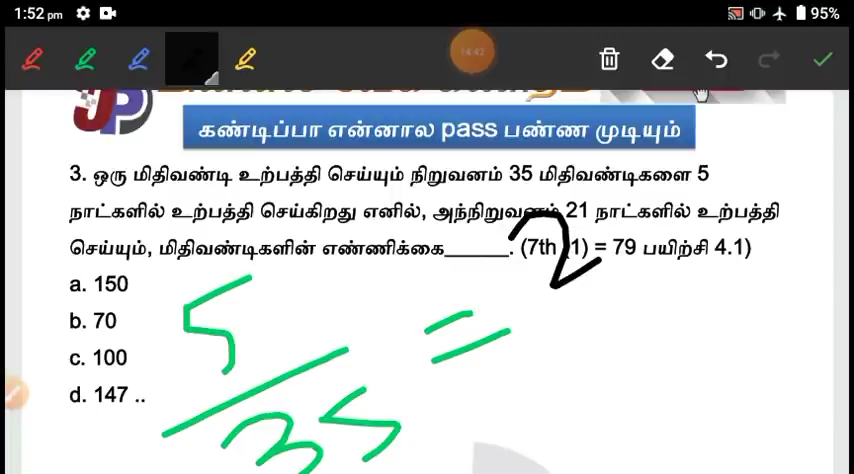 1:52 pm 95%
14:42
JP
கண்டிப்பா என்னால pass பண்ண முடியும்
3. ஒரு மிதிவண்டி உற்பத்தி செய்யும் நிறுவனம் 35 மிதிவண்டிகளை 5
நாட்களில் உற்பத்தி செய்கிறது எனில், அந்நிறுவனம் 21 நாட்களில் உற்பத்தி
செய்யும், மிதிவண்டிகளின் எண்ணிக்கை______. (7th (1) = 79 பயிற்சி 4.1)
a. 150
b. 70
c. 100
d. 147 ..
5/35 = 2